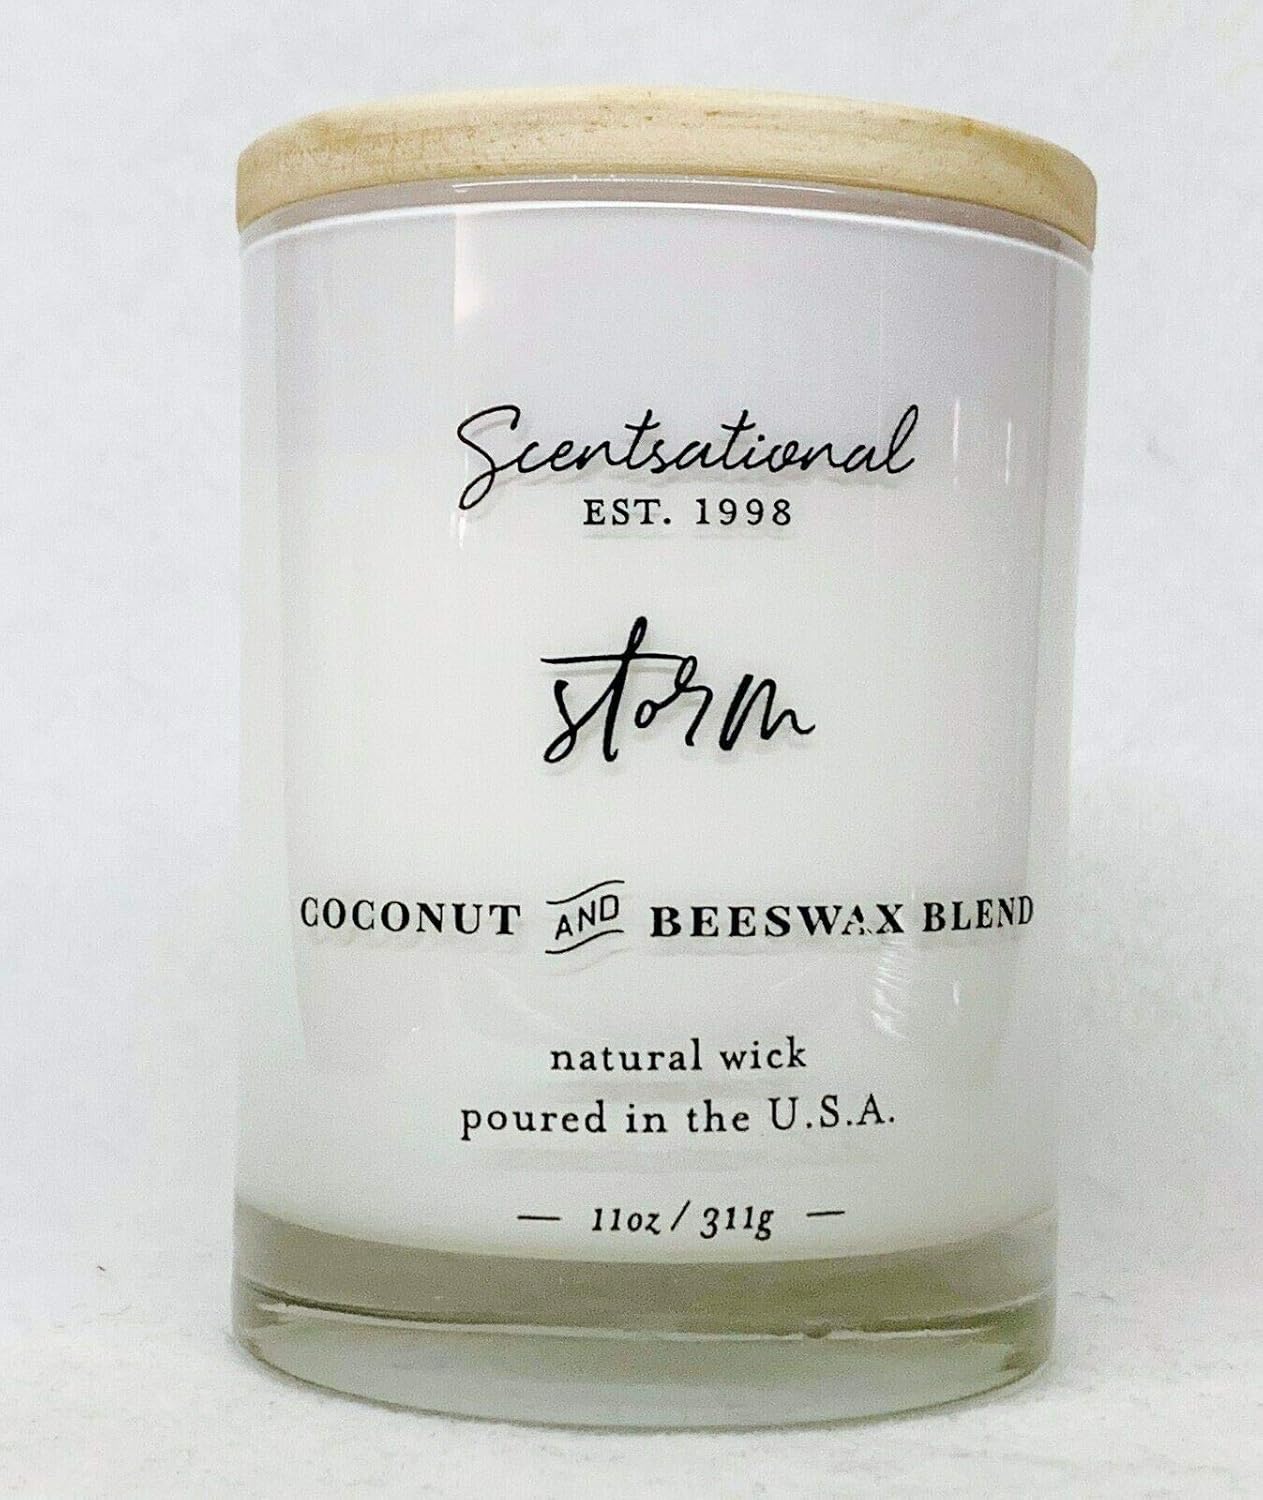 Scentsational
EST. 1998
storm
COCONUT AND BEESWAX BLEND
natural wick
poured in the U.S.A.
— 11oz / 311g —